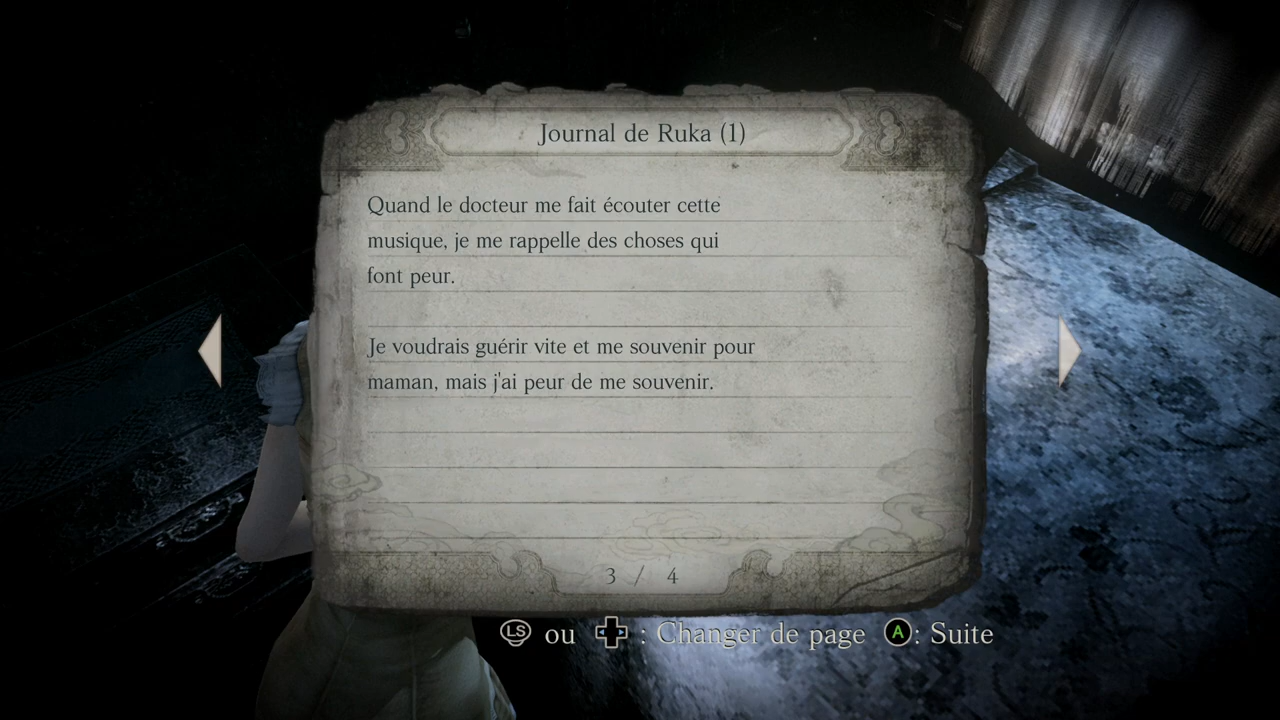 Journal de Ruka (1)
Quand le docteur me fait écouter cette
musique, je me rappelle des choses qui
font peur.
Je voudrais guérir vite et me souvenir pour
maman, mais j'ai peur de me souvenir.
3 / 4
LS ou : Changer de page A : Suite